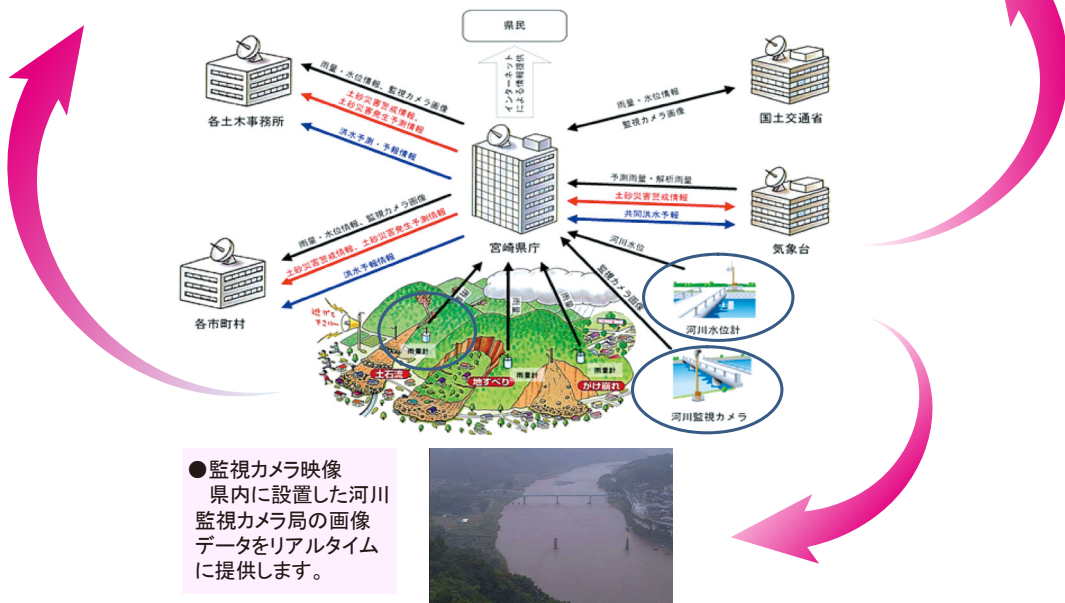 県民
インターネット
による情報提供
各土木事務所
雨量・水位情報、監視カメラ画像
土砂災害警戒情報、
土砂災害発生予測情報
洪水予測・予報情報
雨量・水位情報
監視カメラ画像
国土交通省
予測雨量・解析雨量
土砂災害警戒情報
共同洪水予報
気象台
宮崎県庁
雨量・水位情報、監視カメラ画像
土砂災害警戒情報、土砂災害発生予測情報
洪水予報情報
各市町村
河川水位
監視カメラ画像
雨量
雨量
雨量
逃げて
下さい
雨量計
雨量計
雨量計
土石流
地すべり
がけ崩れ
河川水位計
河川監視カメラ
●監視カメラ映像
県内に設置した河川
監視カメラ局の画像
データをリアルタイム
に提供します。